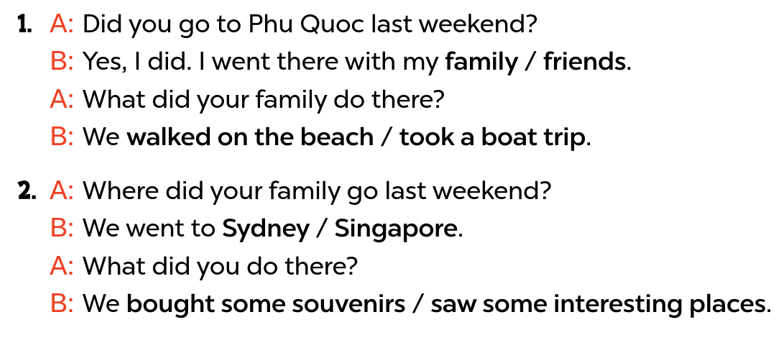 1. A: Did you go to Phu Quoc last weekend?
B: Yes, I did. I went there with my family / friends.
A: What did your family do there?
B: We walked on the beach / took a boat trip.
2. A: Where did your family go last weekend?
B: We went to Sydney / Singapore.
A: What did you do there?
B: We bought some souvenirs / saw some interesting places.